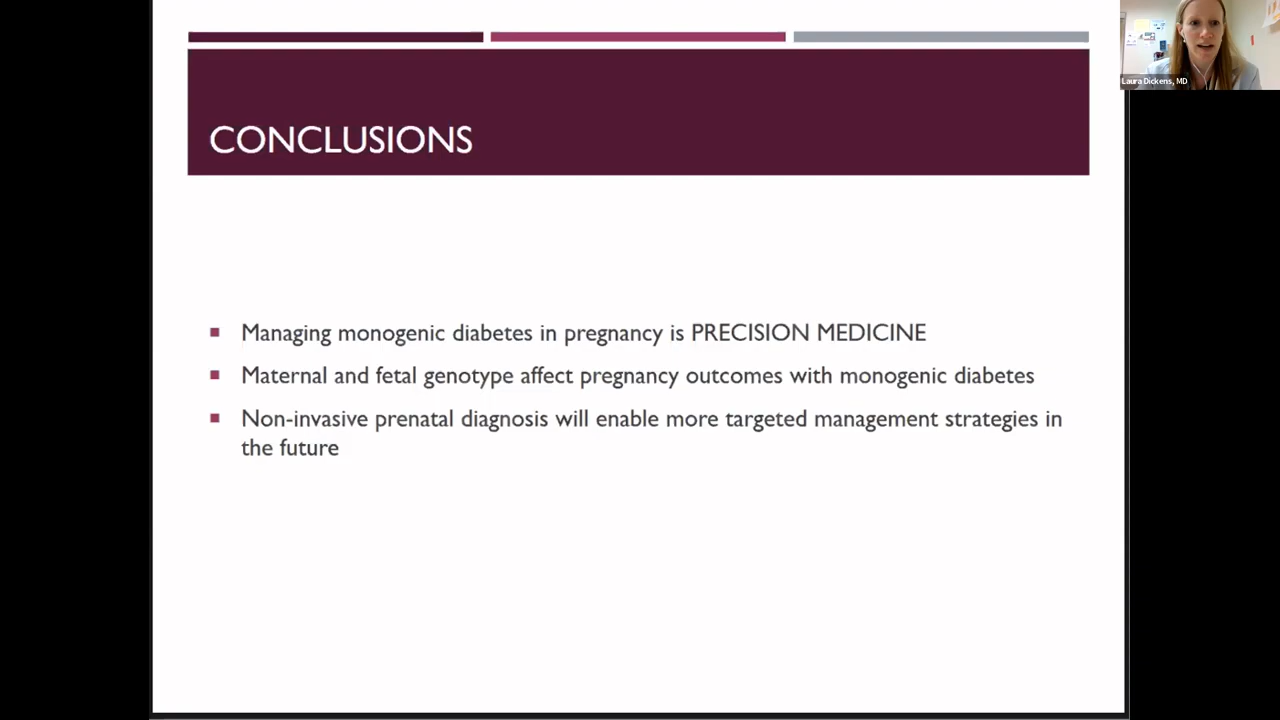 Laura Dickens, MD
CONCLUSIONS
Managing monogenic diabetes in pregnancy is PRECISION MEDICINE
Maternal and fetal genotype affect pregnancy outcomes with monogenic diabetes
Non-invasive prenatal diagnosis will enable more targeted management strategies in
the future